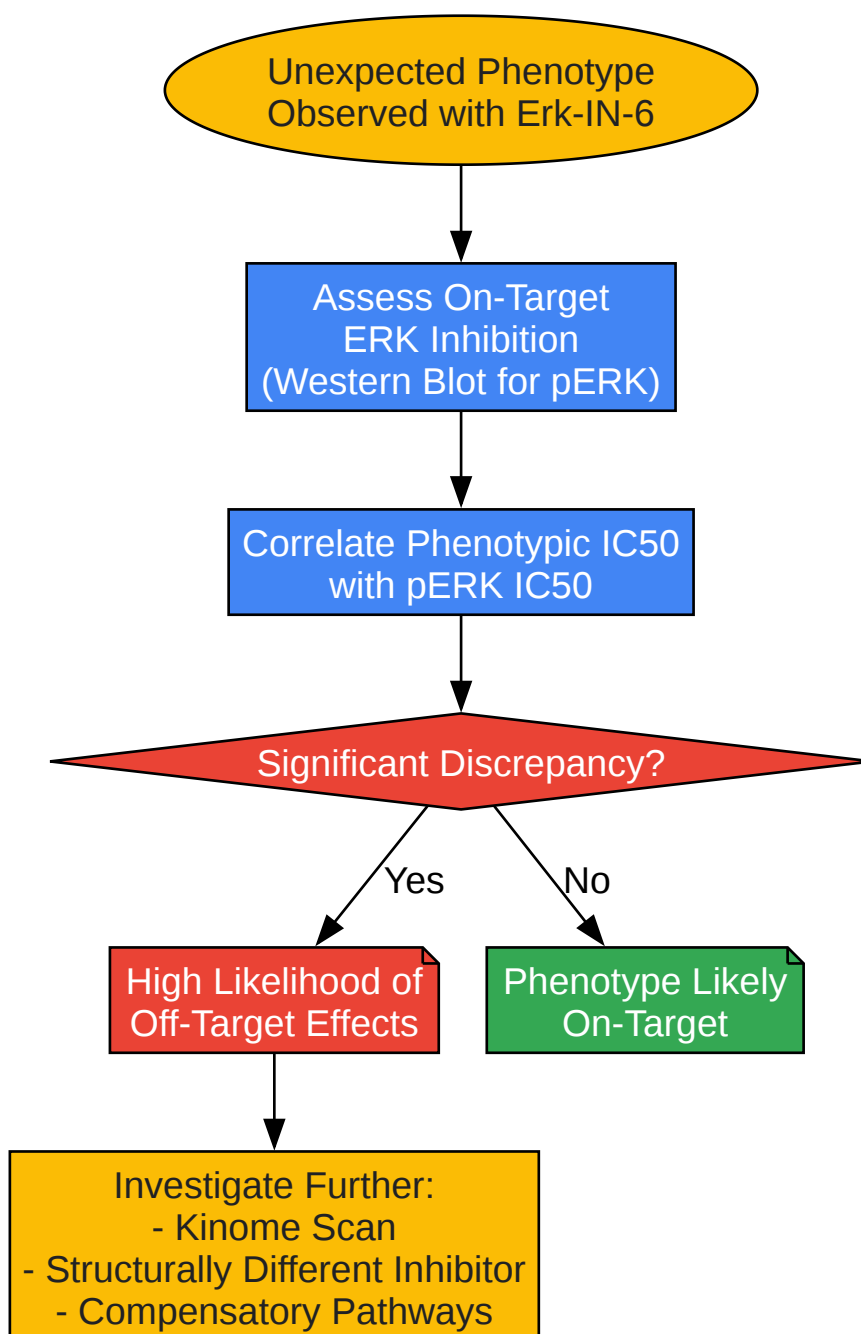 Unexpected Phenotype
Observed with Erk-IN-6
Assess On-Target
ERK Inhibition
(Western Blot for pERK)
Correlate Phenotypic IC50
with pERK IC50
Significant Discrepancy?
Yes
No
High Likelihood of
Off-Target Effects
Phenotype Likely
On-Target
Investigate Further:
- Kinome Scan
- Structurally Different Inhibitor
- Compensatory Pathways